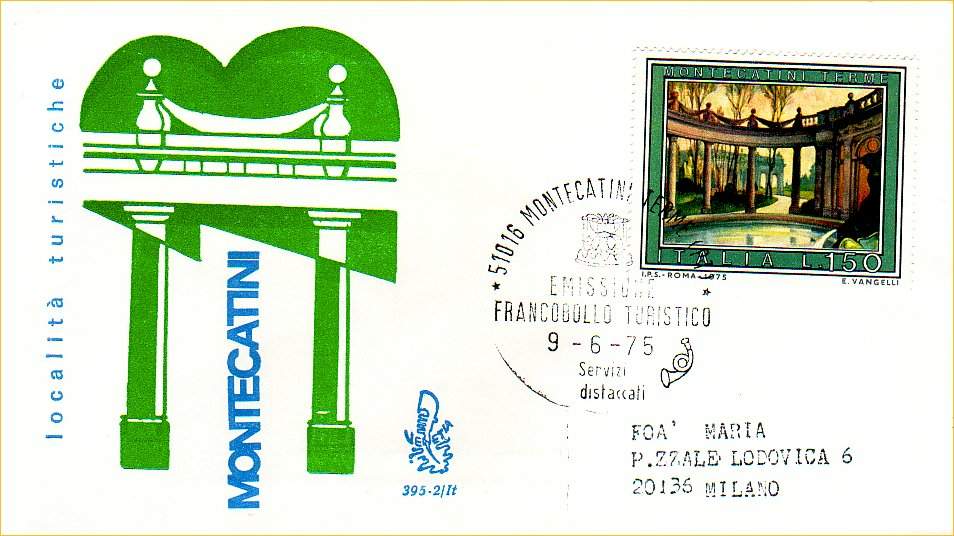 località turistiche
MONTECATINI
395-2/It
MONTECATINI TERME
ITALIA L.150
I.P.S.-ROMA-1975
E. VANGELLI
* 51016 MONTECATINI TERME *
EMISSIONE
FRANCOBOLLO TURISTICO
9-6-75
Servizi
distaccati
FOA' MARIA
P.ZZALE LODOVICA 6
20136 MILANO